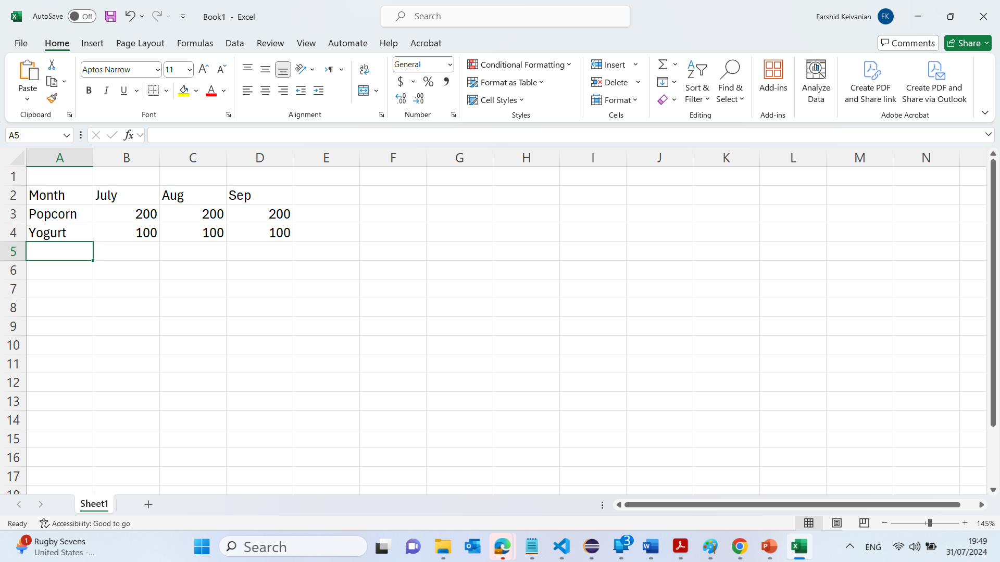 AutoSave Off Book1 - Excel Search Farshid Keivanian FK
File Home Insert Page Layout Formulas Data Review View Automate Help Acrobat Comments Share
Paste
Clipboard
Aptos Narrow 11
B I U A
Font
ab
Alignment
General
$ % 9
Number
Conditional Formatting
Format as Table
Cell Styles
Styles
Insert
Delete
Format
Cells
Sort &
Filter
Find &
Select
Editing
Add-ins
Add-ins
Analyze
Data
Create PDF
and Share link
Create PDF and
Share via Outlook
Adobe Acrobat
A5 fx
A B C D E F G H I J K L M N
1
2 Month July Aug Sep
3 Popcorn 200 200 200
4 Yogurt 100 100 100
5
6
7
8
9
10
11
12
13
14
15
16
17
18
Sheet1
Ready Accessibility: Good to go 145%
1 Rugby Sevens
United States - ...
Search
3
ENG
19:49
31/07/2024